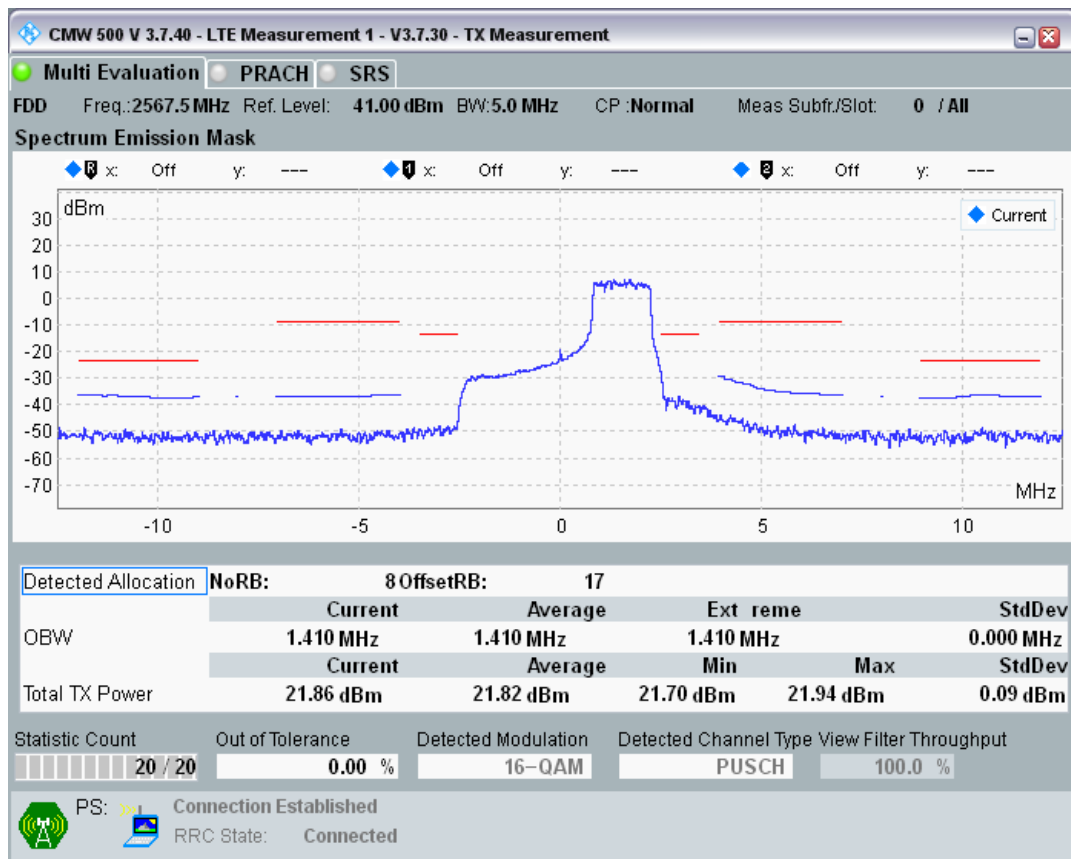 CMW 500 V 3.7.40 - LTE Measurement 1 - V3.7.30 - TX Measurement
Multi Evaluation PRACH SRS
FDD Freq.:2567.5 MHz Ref. Level: 41.00 dBm BW:5.0 MHz CP :Normal Meas Subfr./Slot: 0 / All
Spectrum Emission Mask
R x: Off y: --- 1 x: Off y: --- 2 x: Off y: ---
dBm
Current
30
20
10
0
-10
-20
-30
-40
-50
-60
-70
MHz
-10 -5 0 5 10
Detected Allocation NoRB: 8 OffsetRB: 17
Current Average Ext reme StdDev
OBW 1.410 MHz 1.410 MHz 1.410 MHz 0.000 MHz
Current Average Min Max StdDev
Total TX Power 21.86 dBm 21.82 dBm 21.70 dBm 21.94 dBm 0.09 dBm
Statistic Count Out of Tolerance Detected Modulation Detected Channel Type View Filter Throughput
20 / 20 0.00 % 16-QAM PUSCH 100.0 %
PS: Connection Established
RRC State: Connected